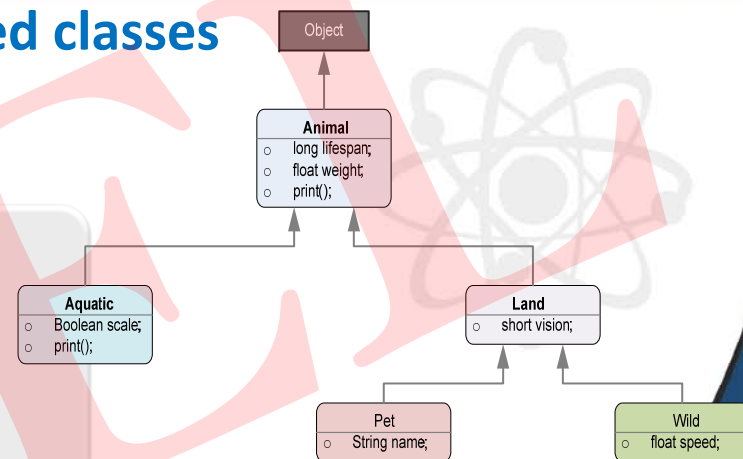 ed classes
Object
Animal
○ long lifespan;
○ float weight;
○ print();
Aquatic
○ Boolean scale;
○ print();
Land
○ short vision;
Pet
○ String name;
Wild
○ float speed;